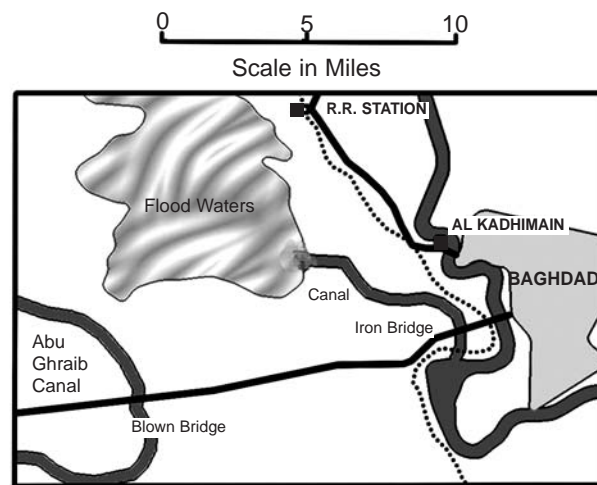 0 5 10
Scale in Miles
R.R. STATION
Flood Waters
AL KADHIMAIN
BAGHDAD
Canal
Iron Bridge
Abu
Ghraib
Canal
Blown Bridge